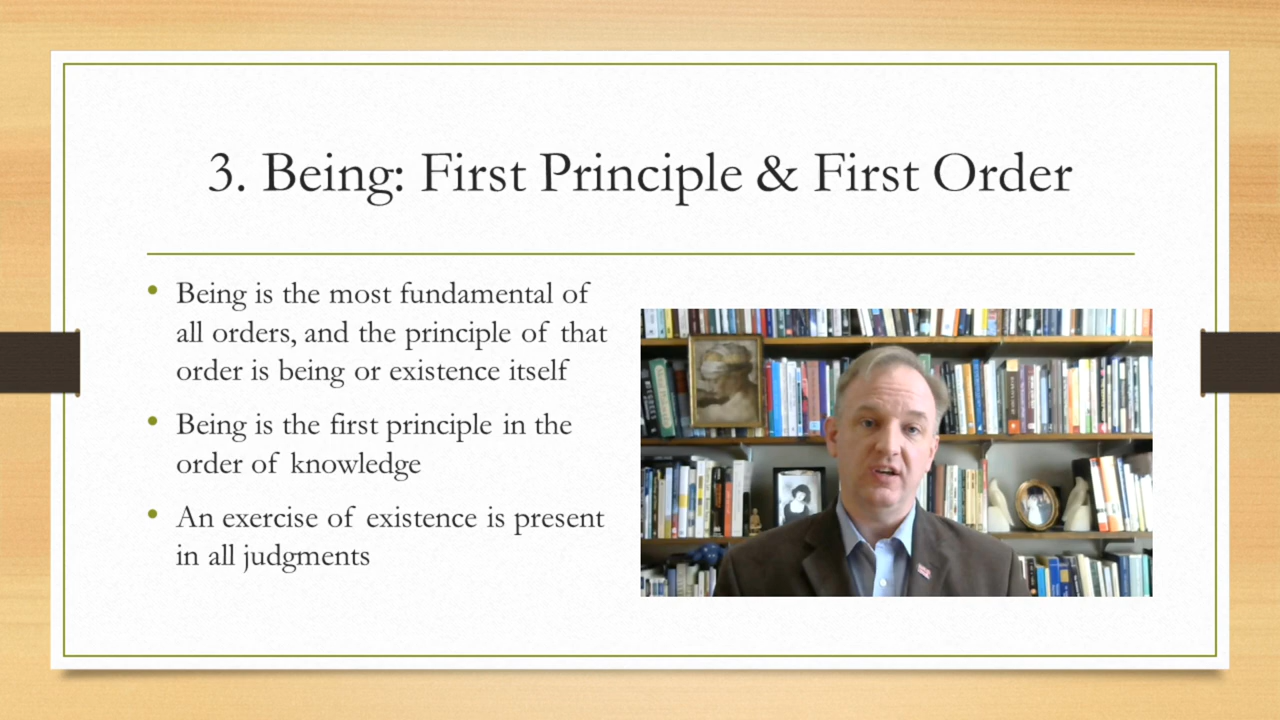 3. Being: First Principle & First Order
• Being is the most fundamental of
all orders, and the principle of that
order is being or existence itself
• Being is the first principle in the
order of knowledge
• An exercise of existence is present
in all judgments